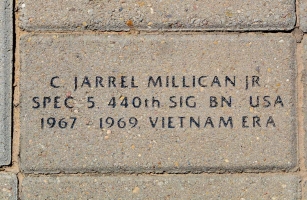 C JARREL MILLICAN JR
SPEC 5 440th SIG BN USA
1967 - 1969 VIETNAM ERA